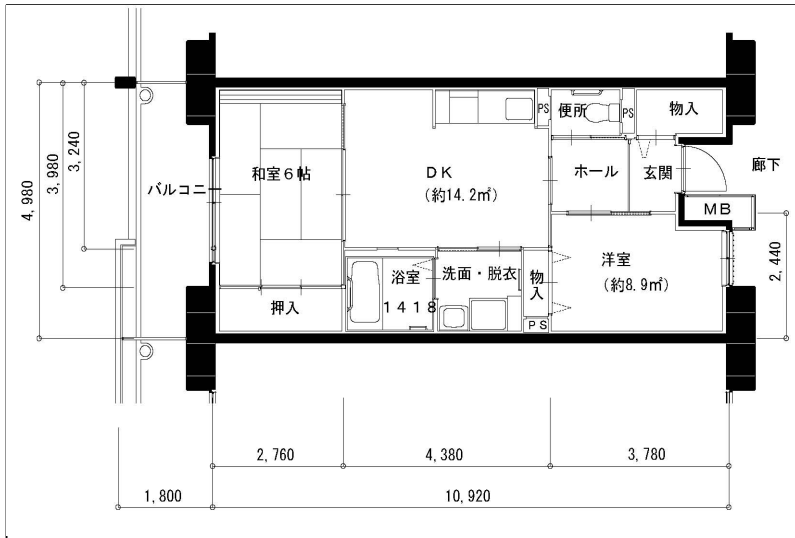 PS
便所
PS
物入
和室6帖
DK
(約14.2㎡)
ホール
玄関
廊下
バルコニー
MB
3,240
3,980
4,980
2,440
洋室
(約8.9㎡)
浴室
1418
洗面・脱衣
物入
押入
PS
2,760
4,380
3,780
1,800
10,920